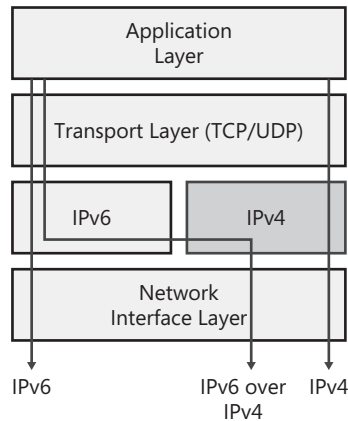 Application
Layer
Transport Layer (TCP/UDP)
IPv6
IPv4
Network
Interface Layer
IPv6
IPv6 over
IPv4
IPv4